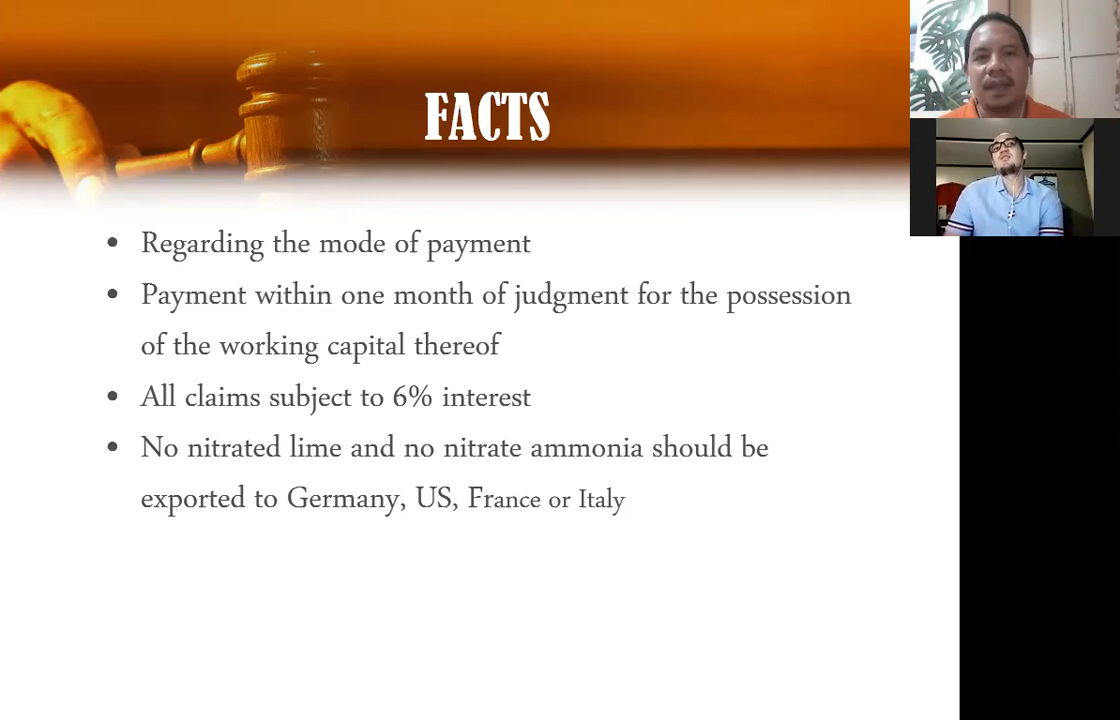 FACTS
• Regarding the mode of payment
• Payment within one month of judgment for the possession
of the working capital thereof
• All claims subject to 6% interest
• No nitrated lime and no nitrate ammonia should be
exported to Germany, US, France or Italy